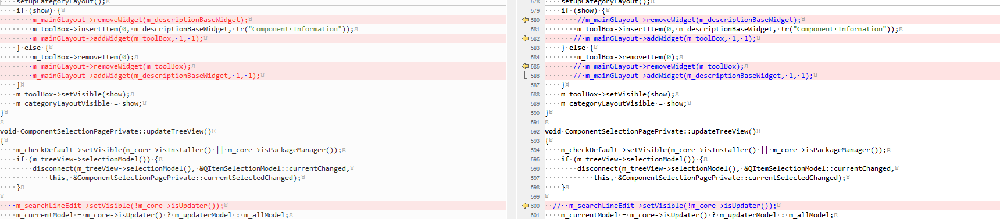 setupCategoryLayout();
if (show) {
m_mainGLayout->removeWidget(m_descriptionBaseWidget);
m_toolBox->insertItem(0, m_descriptionBaseWidget, tr("Component Information"));
m_mainGLayout->addWidget(m_toolBox, 1, 1);
} else {
m_toolBox->removeItem(0);
m_mainGLayout->removeWidget(m_toolBox);
m_mainGLayout->addWidget(m_descriptionBaseWidget, 1, 1);
}
m_toolBox->setVisible(show);
m_categoryLayoutVisible = show;
}
void ComponentSelectionPagePrivate::updateTreeView()
{
m_checkDefault->setVisible(m_core->isInstaller() || m_core->isPackageManager());
if (m_treeView->selectionModel()) {
disconnect(m_treeView->selectionModel(), &QItemSelectionModel::currentChanged,
this, &ComponentSelectionPagePrivate::currentSelectedChanged);
}
m_searchLineEdit->setVisible(!m_core->isUpdater());
m_currentModel = m_core->isUpdater() ? m_updaterModel : m_allModel;
578 setupCategoryLayout();
579 if (show) {
580 //m_mainGLayout->removeWidget(m_descriptionBaseWidget);
581 m_toolBox->insertItem(0, m_descriptionBaseWidget, tr("Component Information"));
582 // m_mainGLayout->addWidget(m_toolBox, 1, 1);
583 } else {
584 m_toolBox->removeItem(0);
585 // m_mainGLayout->removeWidget(m_toolBox);
586 // m_mainGLayout->addWidget(m_descriptionBaseWidget, 1, 1);
587 }
588 m_toolBox->setVisible(show);
589 m_categoryLayoutVisible = show;
590 }
591
592 void ComponentSelectionPagePrivate::updateTreeView()
593 {
594 m_checkDefault->setVisible(m_core->isInstaller() || m_core->isPackageManager());
595 if (m_treeView->selectionModel()) {
596 disconnect(m_treeView->selectionModel(), &QItemSelectionModel::currentChanged,
597 this, &ComponentSelectionPagePrivate::currentSelectedChanged);
598 }
599
600 // m_searchLineEdit->setVisible(!m_core->isUpdater());
601 m_currentModel = m_core->isUpdater() ? m_updaterModel : m_allModel;